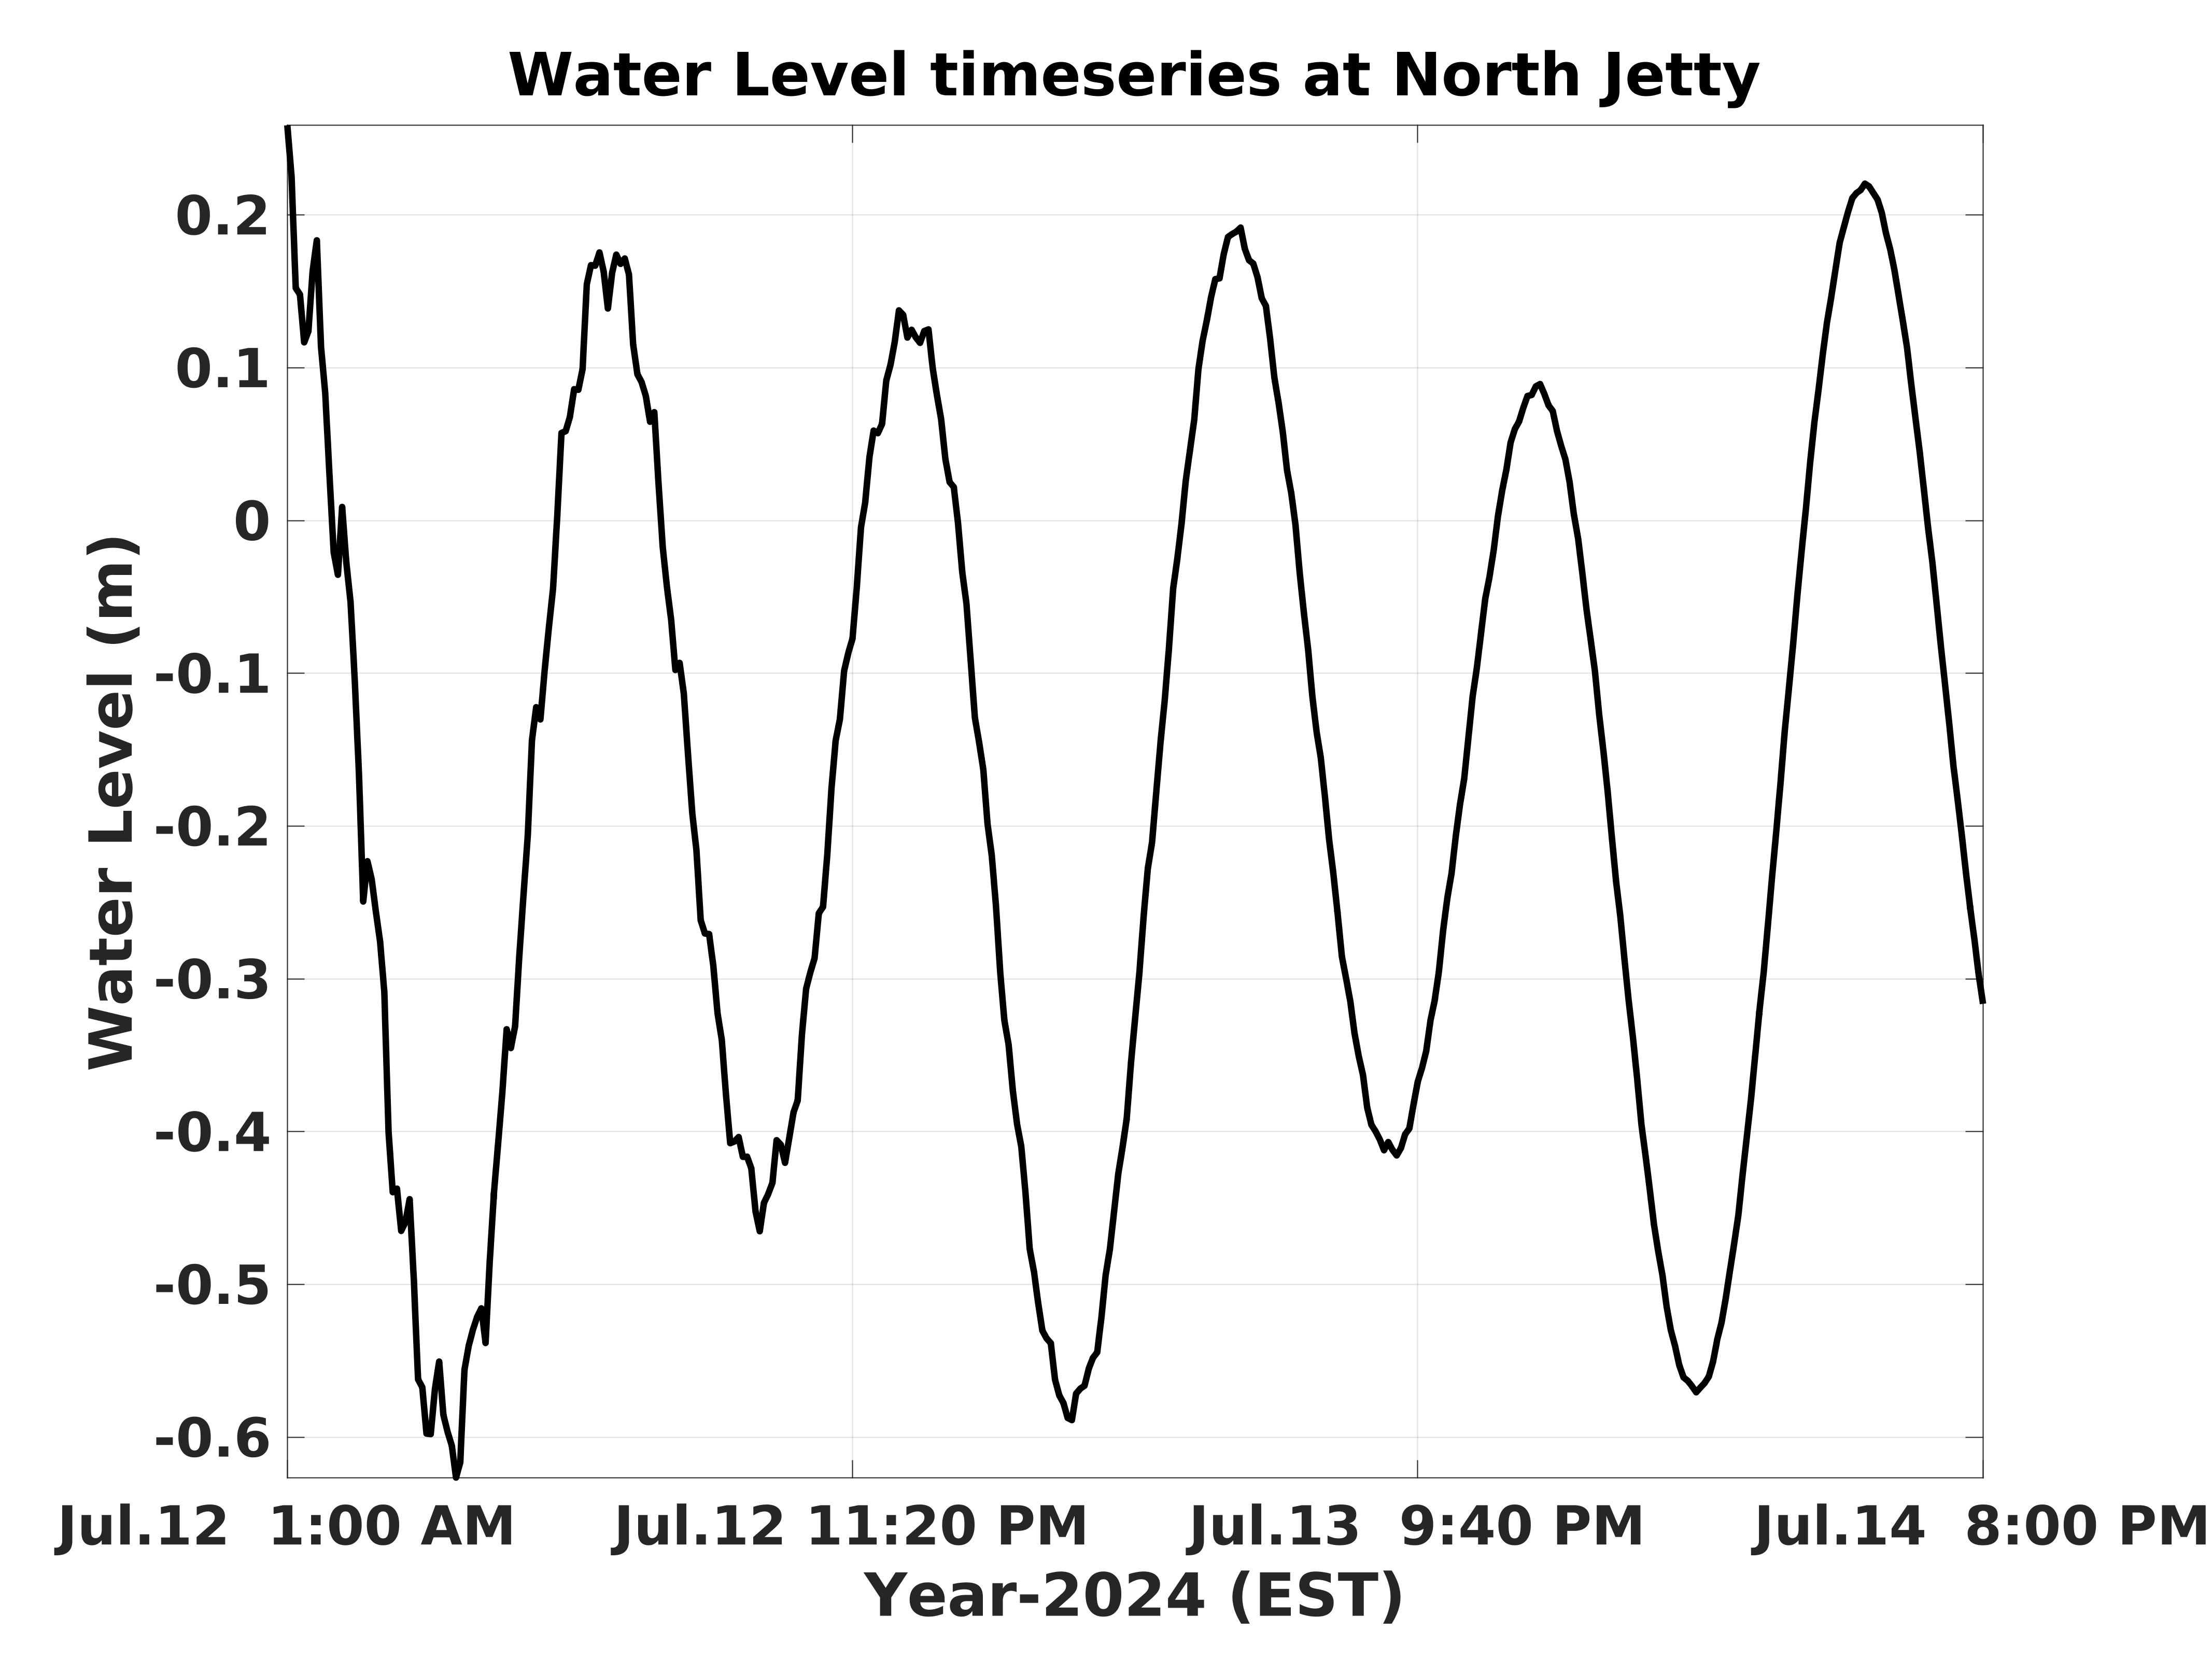 Water Level timeseries at North Jetty
Water Level (m)
0.2
0.1
0
-0.1
-0.2
-0.3
-0.4
-0.5
-0.6
Jul.12  1:00 AM
Jul.12 11:20 PM
Jul.13  9:40 PM
Jul.14  8:00 PM
Year-2024 (EST)